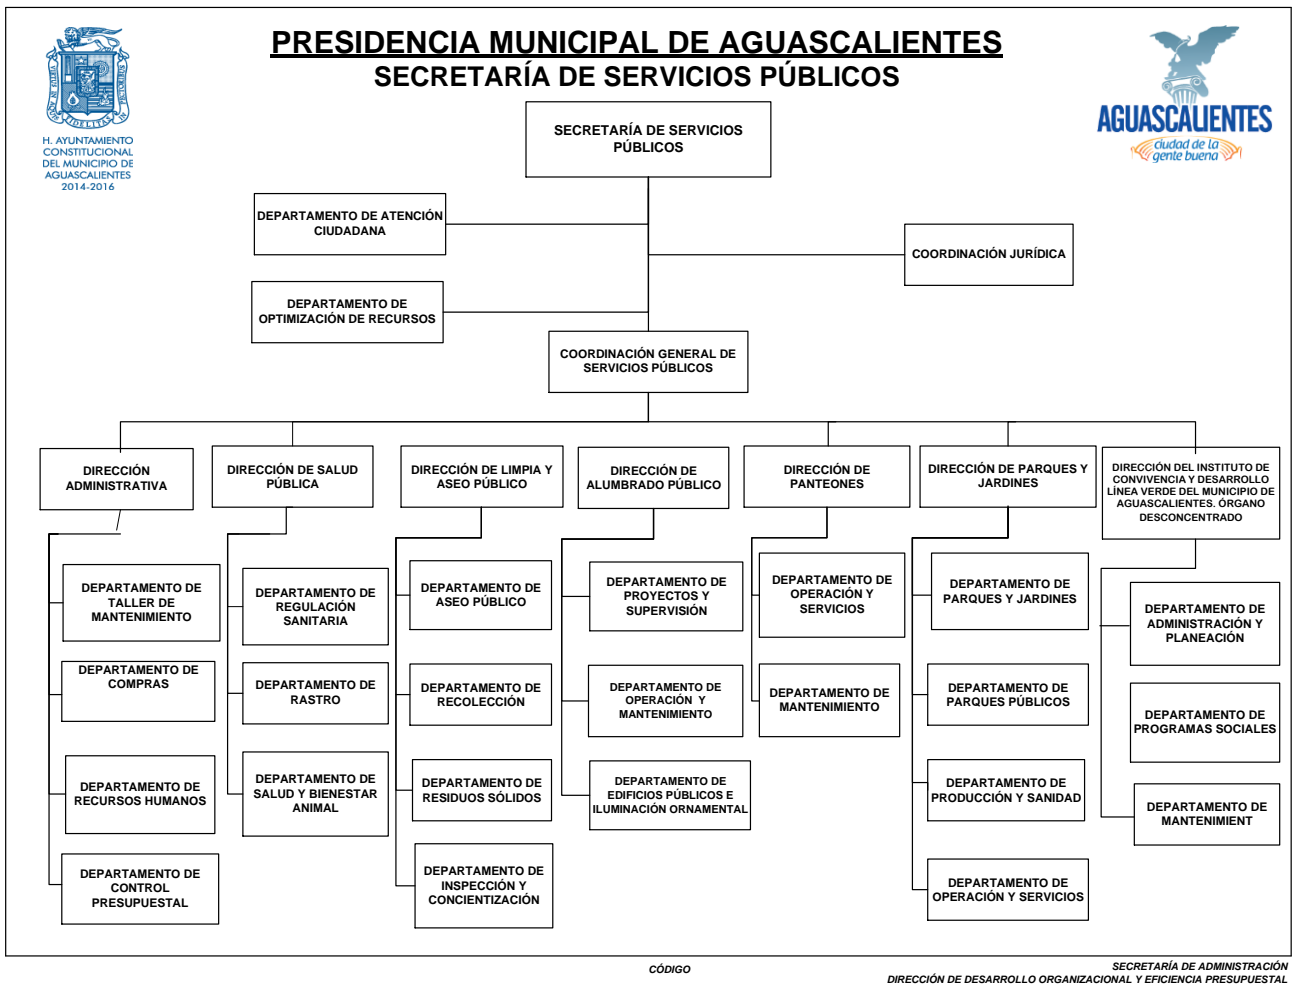 PRESIDENCIA MUNICIPAL DE AGUASCALIENTES
SECRETARÍA DE SERVICIOS PÚBLICOS
H. AYUNTAMIENTO
CONSTITUCIONAL
DEL MUNICIPIO DE
AGUASCALIENTES
2014-2016
AGUASCALIENTES
ciudad de la
gente buena
SECRETARÍA DE SERVICIOS
PÚBLICOS
DEPARTAMENTO DE ATENCIÓN
CIUDADANA
COORDINACIÓN JURÍDICA
DEPARTAMENTO DE
OPTIMIZACIÓN DE RECURSOS
COORDINACIÓN GENERAL DE
SERVICIOS PÚBLICOS
DIRECCIÓN
ADMINISTRATIVA
DIRECCIÓN DE SALUD
PÚBLICA
DIRECCIÓN DE LIMPIA Y
ASEO PÚBLICO
DIRECCIÓN DE
ALUMBRADO PÚBLICO
DIRECCIÓN DE
PANTEONES
DIRECCIÓN DE PARQUES Y
JARDINES
DIRECCIÓN DEL INSTITUTO DE
CONVIVENCIA Y DESARROLLO
LÍNEA VERDE DEL MUNICIPIO DE
AGUASCALIENTES. ÓRGANO
DESCONCENTRADO
DEPARTAMENTO DE
TALLER DE
MANTENIMIENTO
DEPARTAMENTO DE
COMPRAS
DEPARTAMENTO DE
RECURSOS HUMANOS
DEPARTAMENTO DE
CONTROL
PRESUPUESTAL
DEPARTAMENTO DE
REGULACIÓN
SANITARIA
DEPARTAMENTO DE
RASTRO
DEPARTAMENTO DE
SALUD Y BIENESTAR
ANIMAL
DEPARTAMENTO DE
ASEO PÚBLICO
DEPARTAMENTO DE
RECOLECCIÓN
DEPARTAMENTO DE
RESIDUOS SÓLIDOS
DEPARTAMENTO DE
INSPECCIÓN Y
CONCIENTIZACIÓN
DEPARTAMENTO DE
PROYECTOS Y
SUPERVISIÓN
DEPARTAMENTO DE
OPERACIÓN Y
MANTENIMIENTO
DEPARTAMENTO DE
EDIFICIOS PÚBLICOS E
ILUMINACIÓN ORNAMENTAL
DEPARTAMENTO DE
OPERACIÓN Y
SERVICIOS
DEPARTAMENTO DE
MANTENIMIENTO
DEPARTAMENTO DE
PARQUES Y JARDINES
DEPARTAMENTO DE
PARQUES PÚBLICOS
DEPARTAMENTO DE
PRODUCCIÓN Y SANIDAD
DEPARTAMENTO DE
OPERACIÓN Y SERVICIOS
DEPARTAMENTO DE
ADMINISTRACIÓN Y
PLANEACIÓN
DEPARTAMENTO DE
PROGRAMAS SOCIALES
DEPARTAMENTO DE
MANTENIMIENT
CÓDIGO
SECRETARÍA DE ADMINISTRACIÓN
DIRECCIÓN DE DESARROLLO ORGANIZACIONAL Y EFICIENCIA PRESUPUESTAL